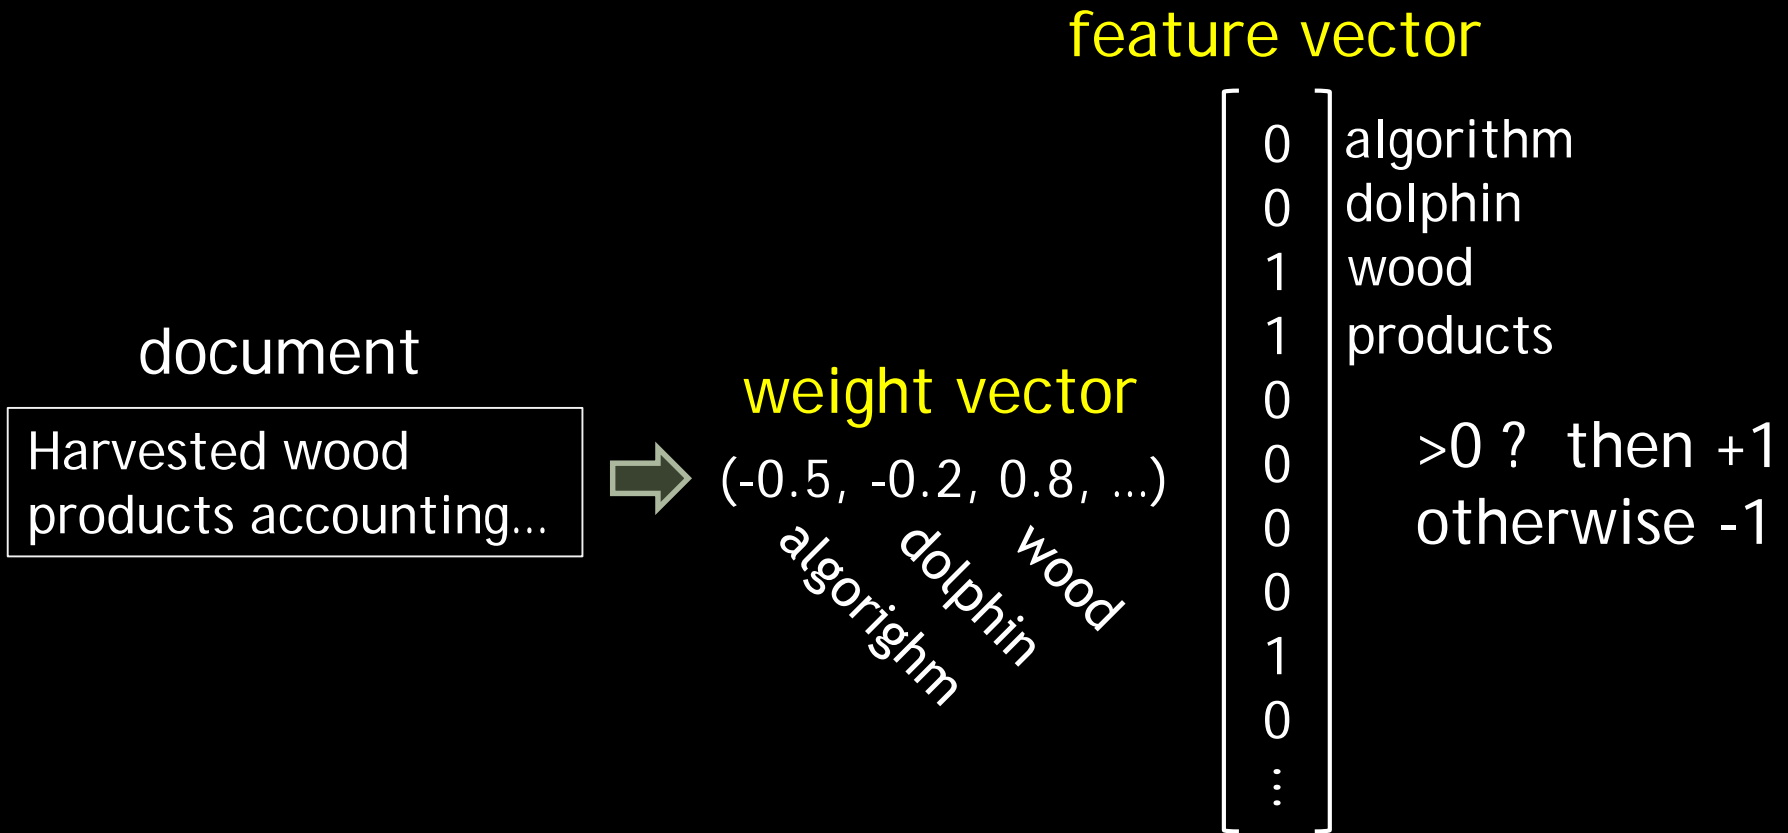 feature vector
0 algorithm
0 dolphin
1 wood
1 products
0
0
0
0
1
0
...
document
Harvested wood
products accounting...
weight vector
(-0.5, -0.2, 0.8, ...)
algorighm
dolphin
wood
>0 ? then +1
otherwise -1